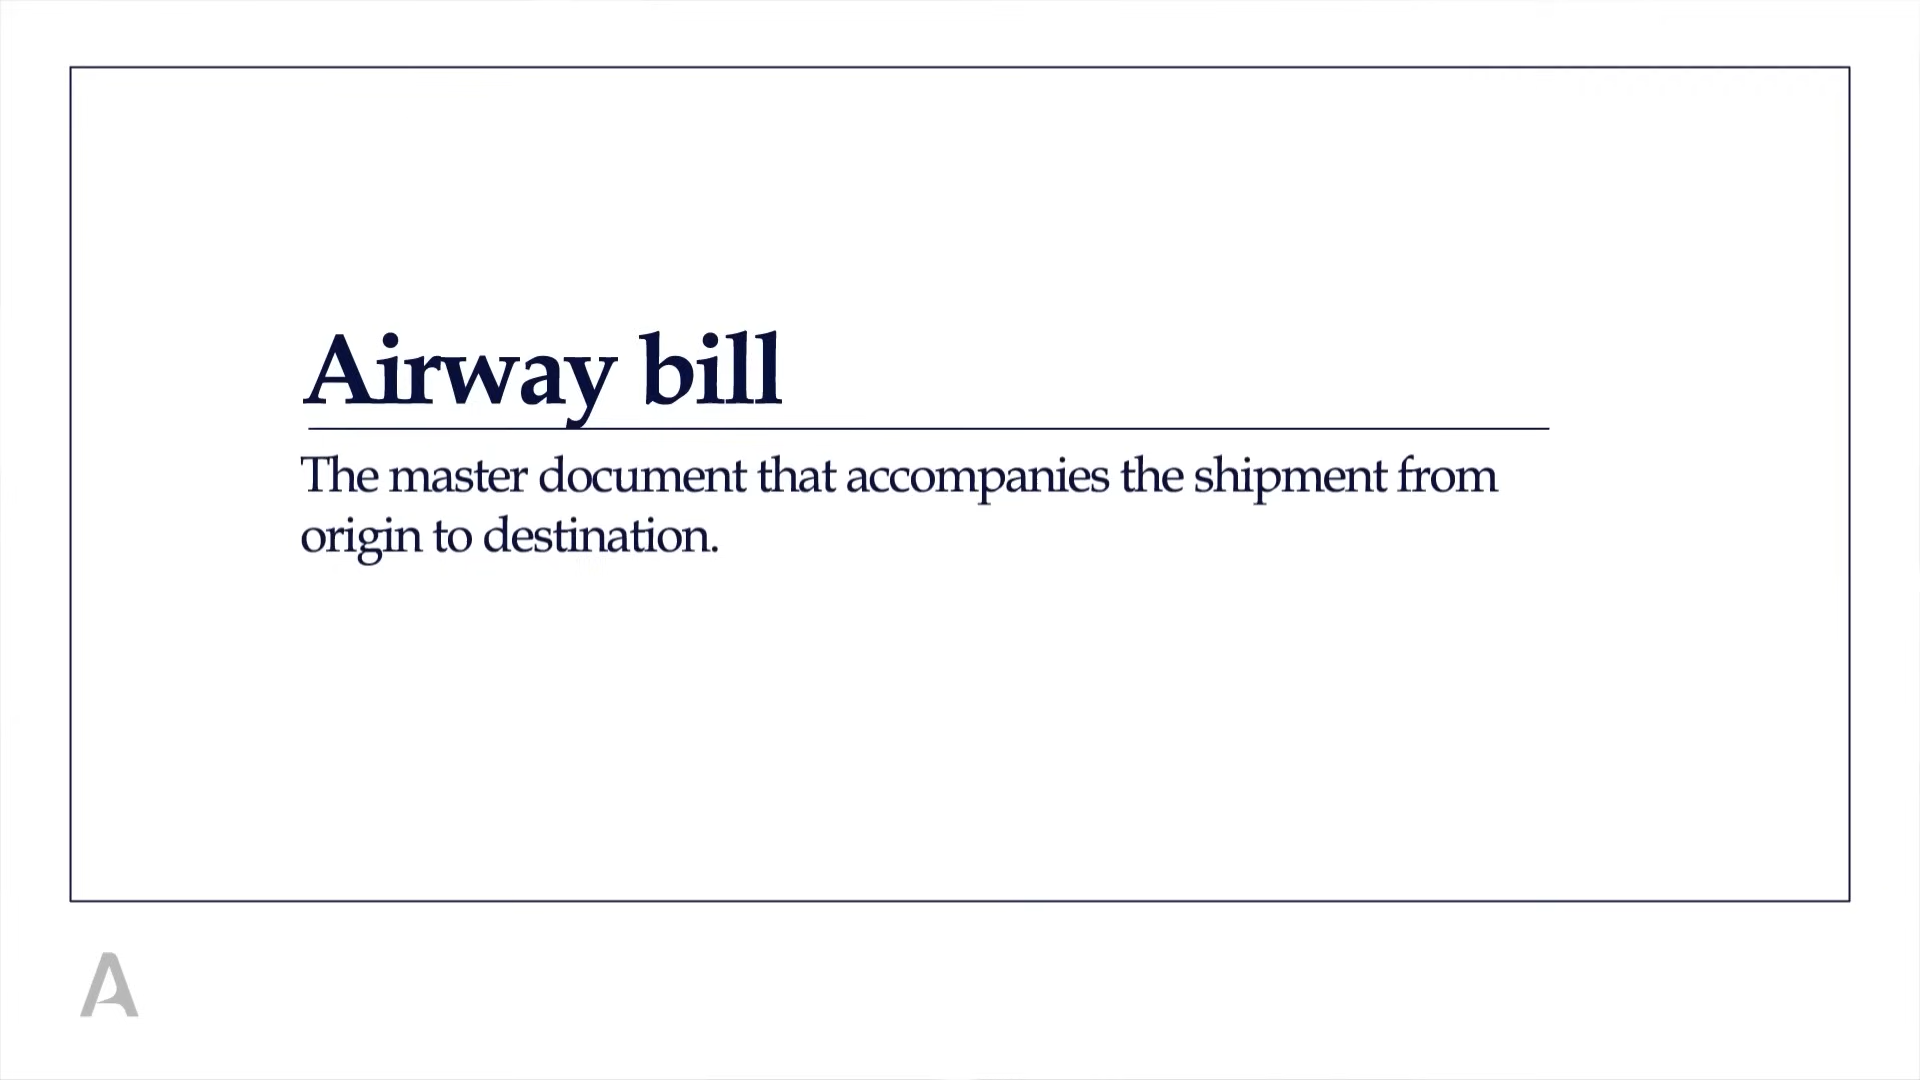 Airway bill
The master document that accompanies the shipment from
origin to destination.
A